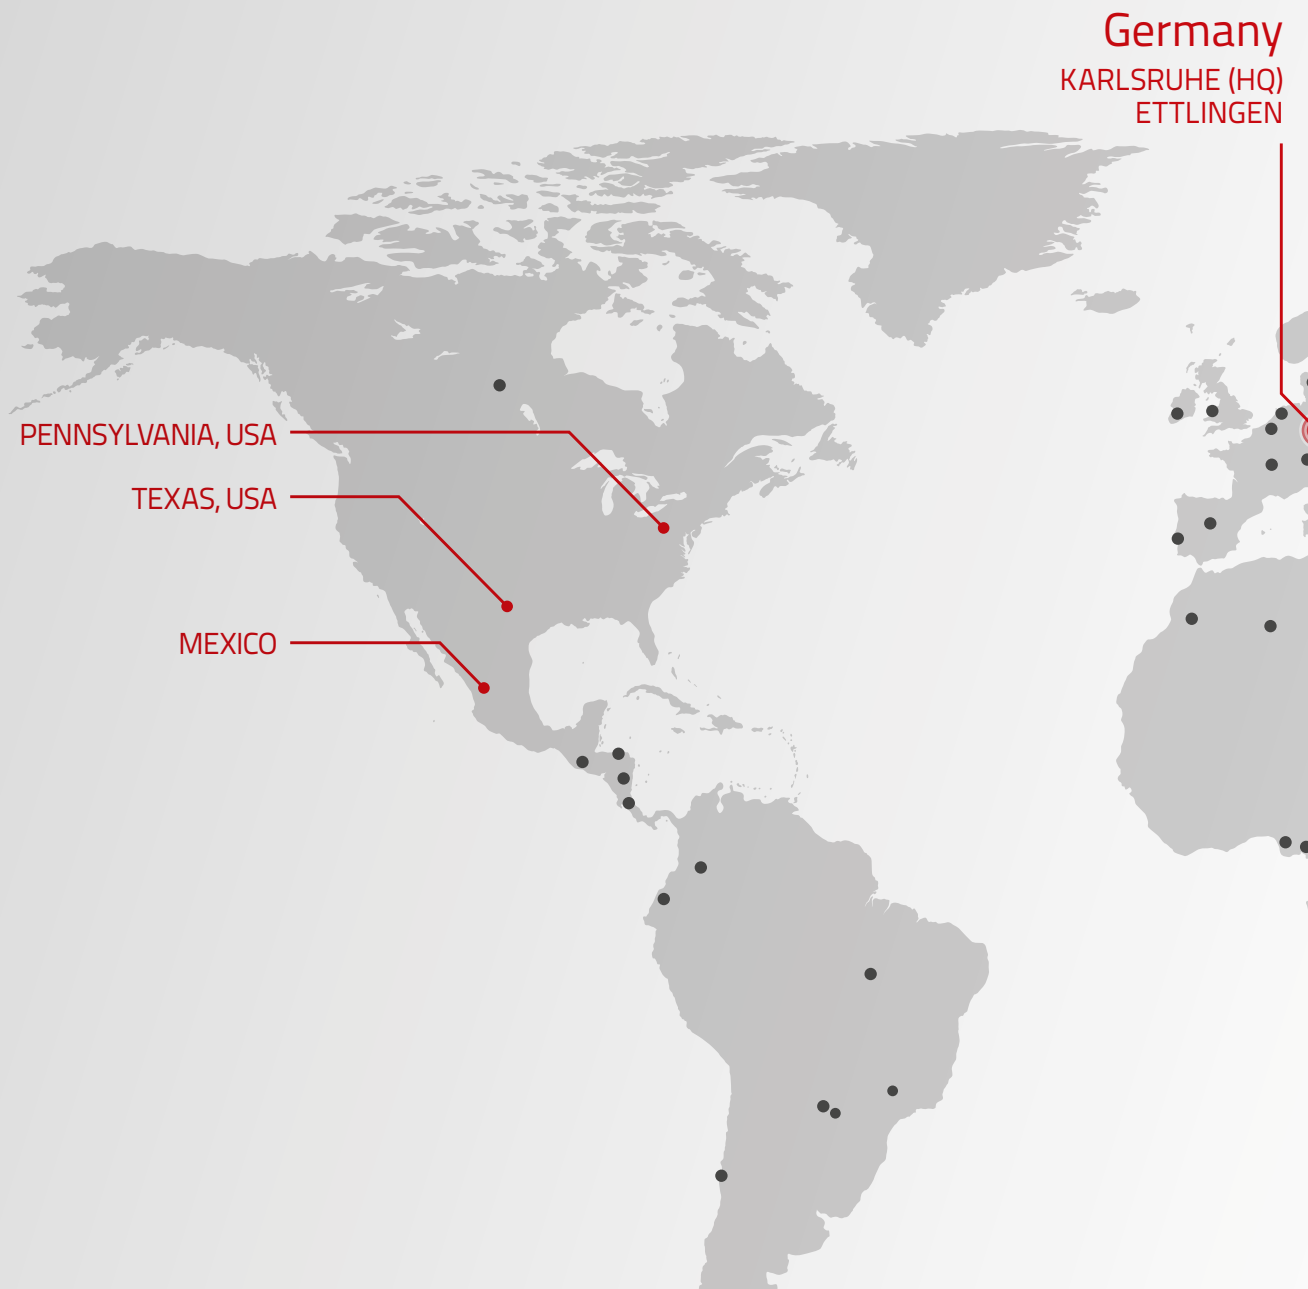 Germany
KARLSRUHE (HQ)
ETTLINGEN
PENNSYLVANIA, USA
TEXAS, USA
MEXICO